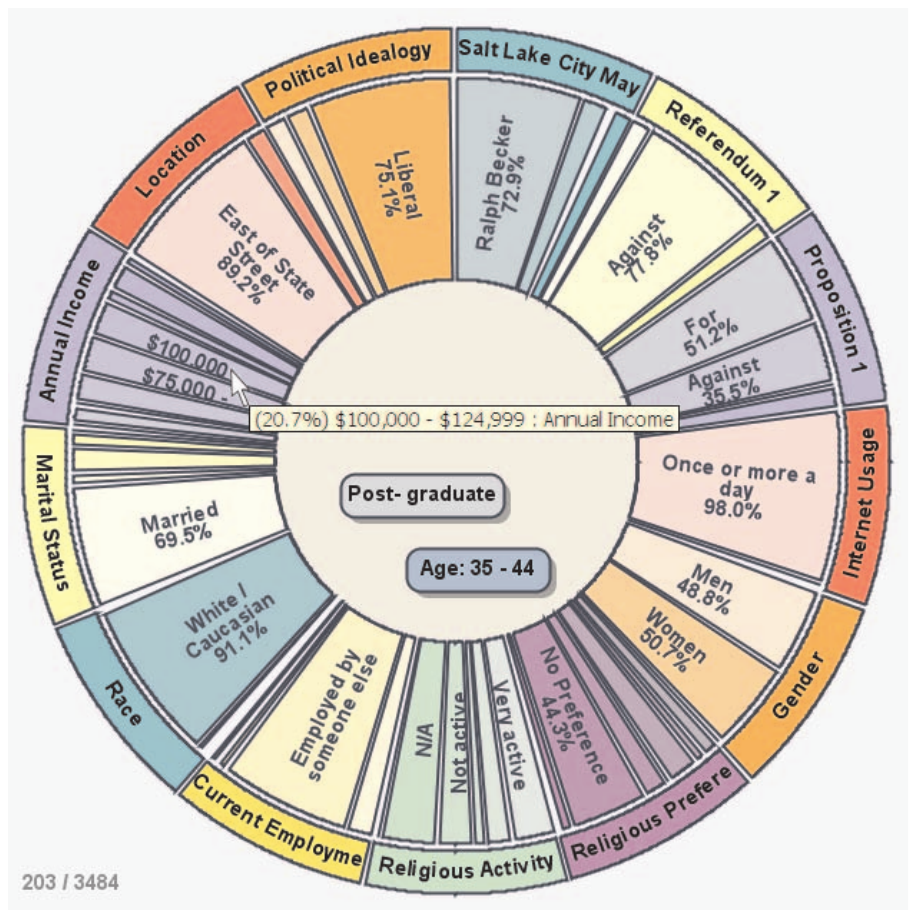 Political Idealogy
Salt Lake City May
Referendum 1
Proposition 1
Internet Usage
Gender
Religious Prefere
Religious Activity
Current Employme
Race
Marital Status
Annual Income
Location
Liberal
75.1%
Ralph Becker
72.9%
Against
77.8%
For
51.2%
Against
35.5%
Once or more a
day
98.0%
Men
48.8%
Women
50.7%
No Preference
44.3%
Very active
Not active
N/A
Employed by
someone else
White /
Caucasian
91.1%
Married
69.5%
$75,000 -
$100,000
East of State
Street
89.2%
(20.7%) $100,000 - $124,999 : Annual Income
Post- graduate
Age: 35 - 44
203 / 3484